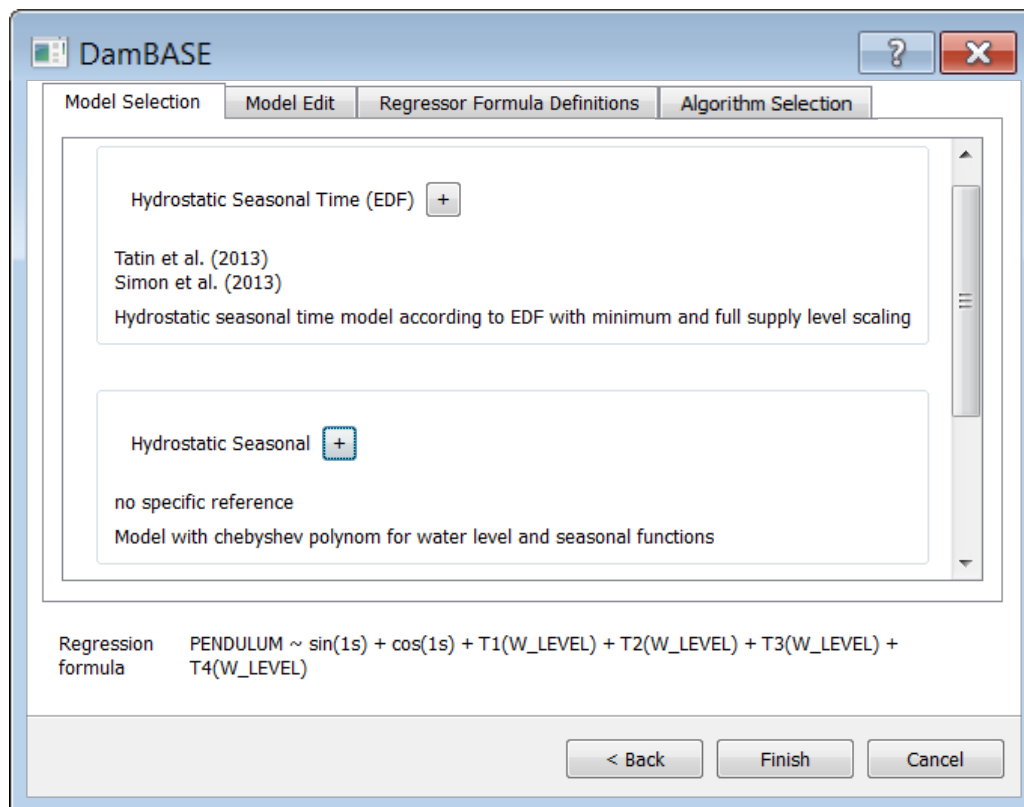 DamBASE
Model Selection
Model Edit
Regressor Formula Definitions
Algorithm Selection
Hydrostatic Seasonal Time (EDF) +
Tatin et al. (2013)
Simon et al. (2013)
Hydrostatic seasonal time model according to EDF with minimum and full supply level scaling
Hydrostatic Seasonal +
no specific reference
Model with chebyshev polynom for water level and seasonal functions
Regression formula
PENDULUM ~ sin(1s) + cos(1s) + T1(W_LEVEL) + T2(W_LEVEL) + T3(W_LEVEL) +
T4(W_LEVEL)
< Back
Finish
Cancel